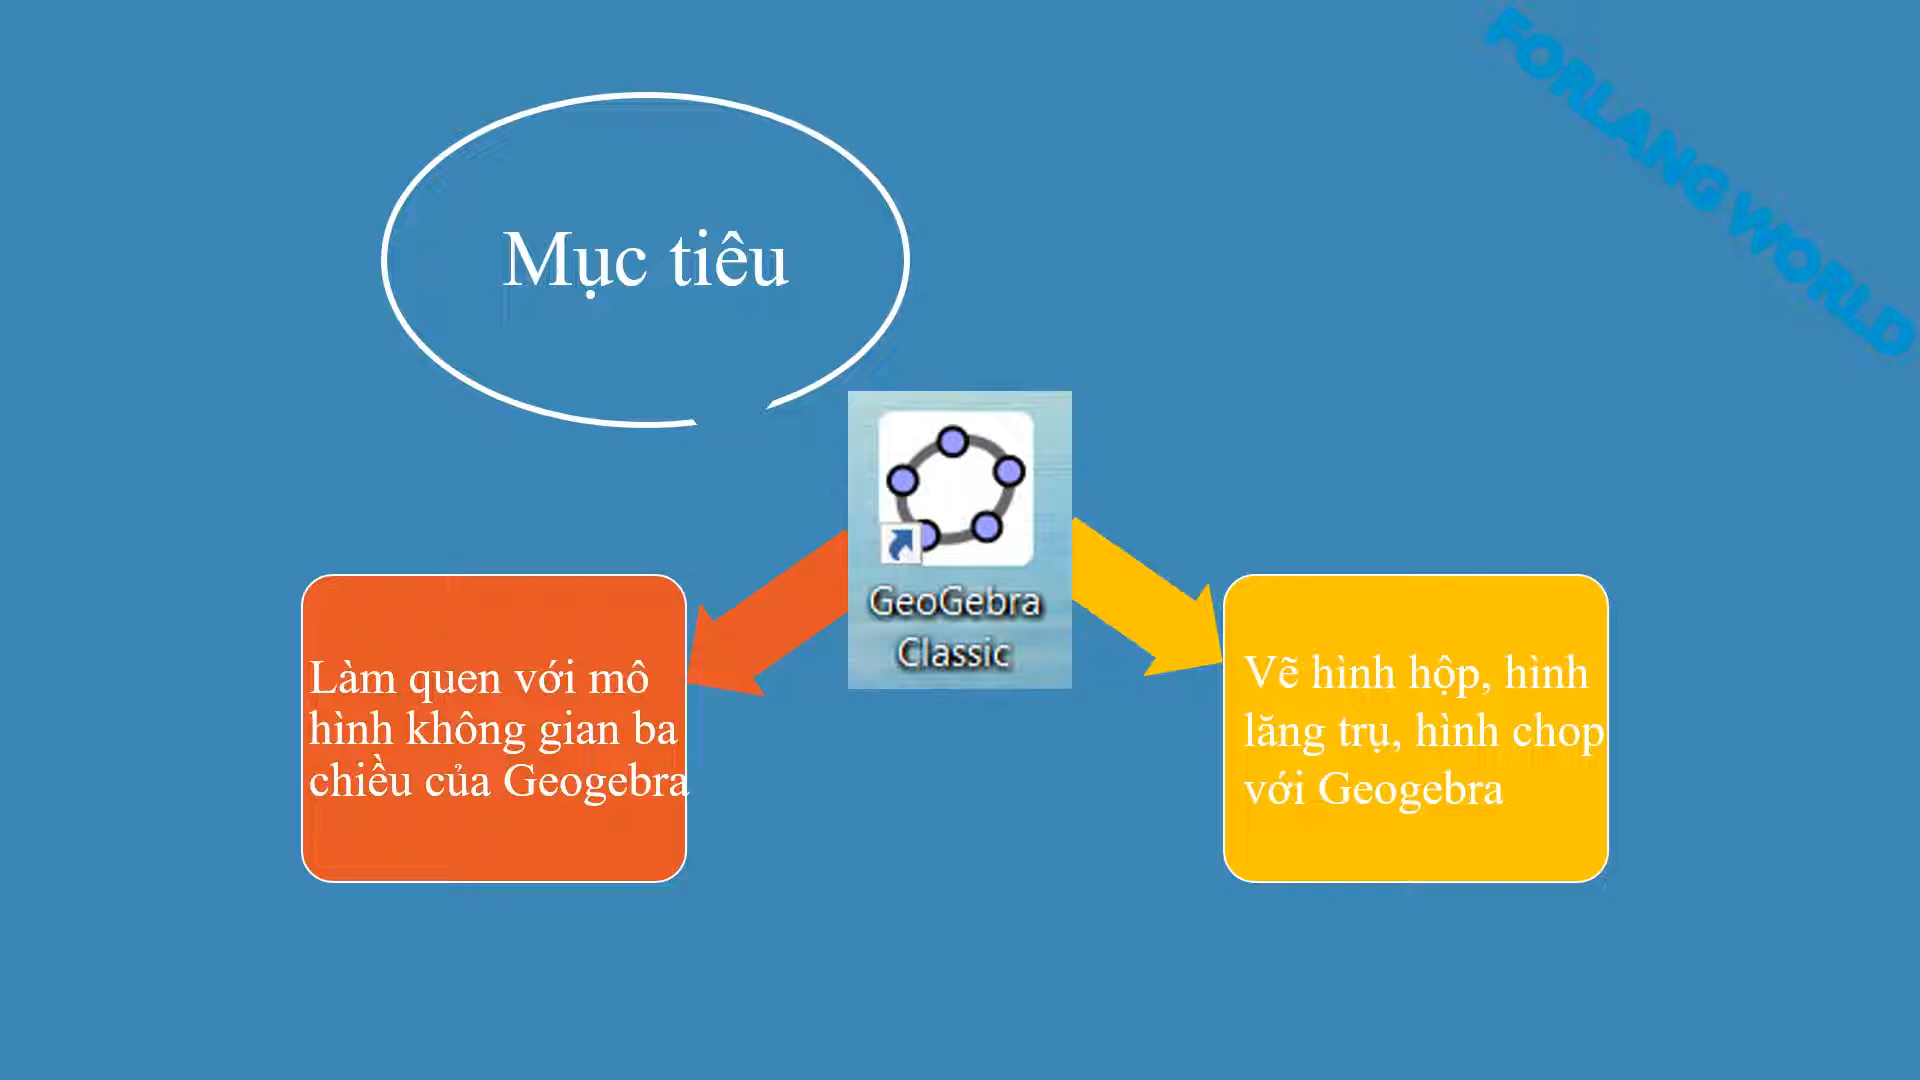 FORLANG WORLD
Mục tiêu
GeoGebra
Classic
Làm quen với mô
hình không gian ba
chiều của Geogebra
Vẽ hình hộp, hình
lăng trụ, hình chop
với Geogebra